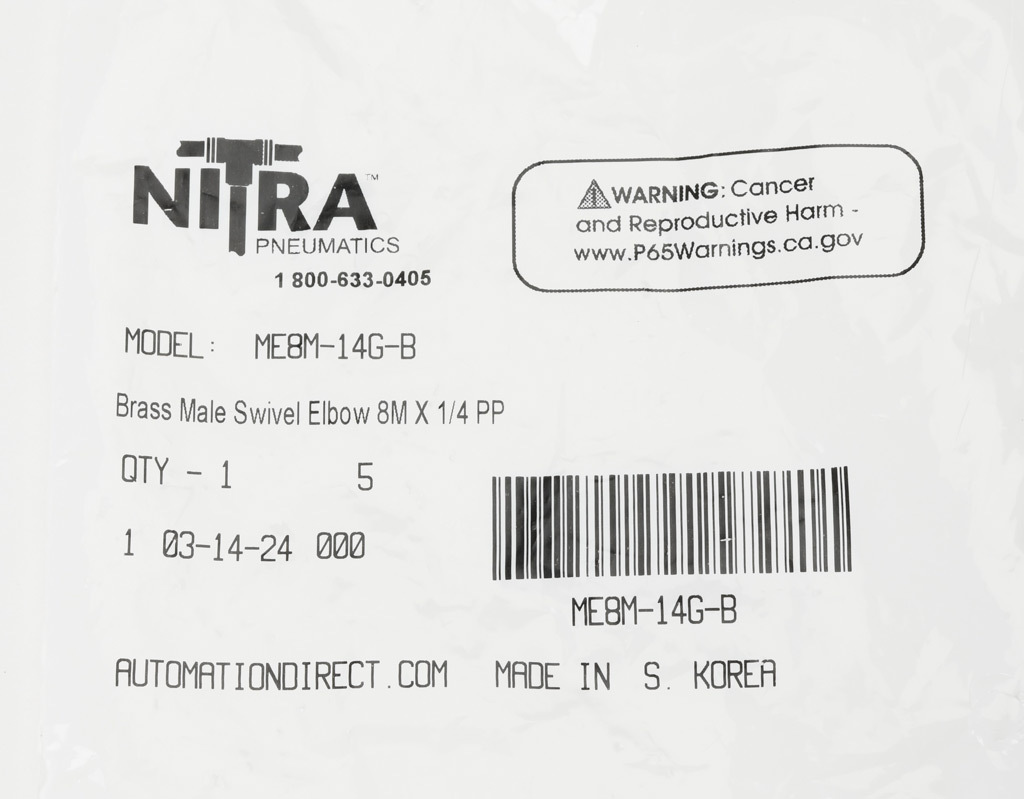 NITRA™
PNEUMATICS
1 800-633-0405
⚠WARNING: Cancer
and Reproductive Harm -
www.P65Warnings.ca.gov
MODEL: ME8M-14G-B
Brass Male Swivel Elbow 8M X 1/4 PP
QTY - 1 5
1 03-14-24 000
ME8M-14G-B
AUTOMATIONDIRECT.COM MADE IN S. KOREA